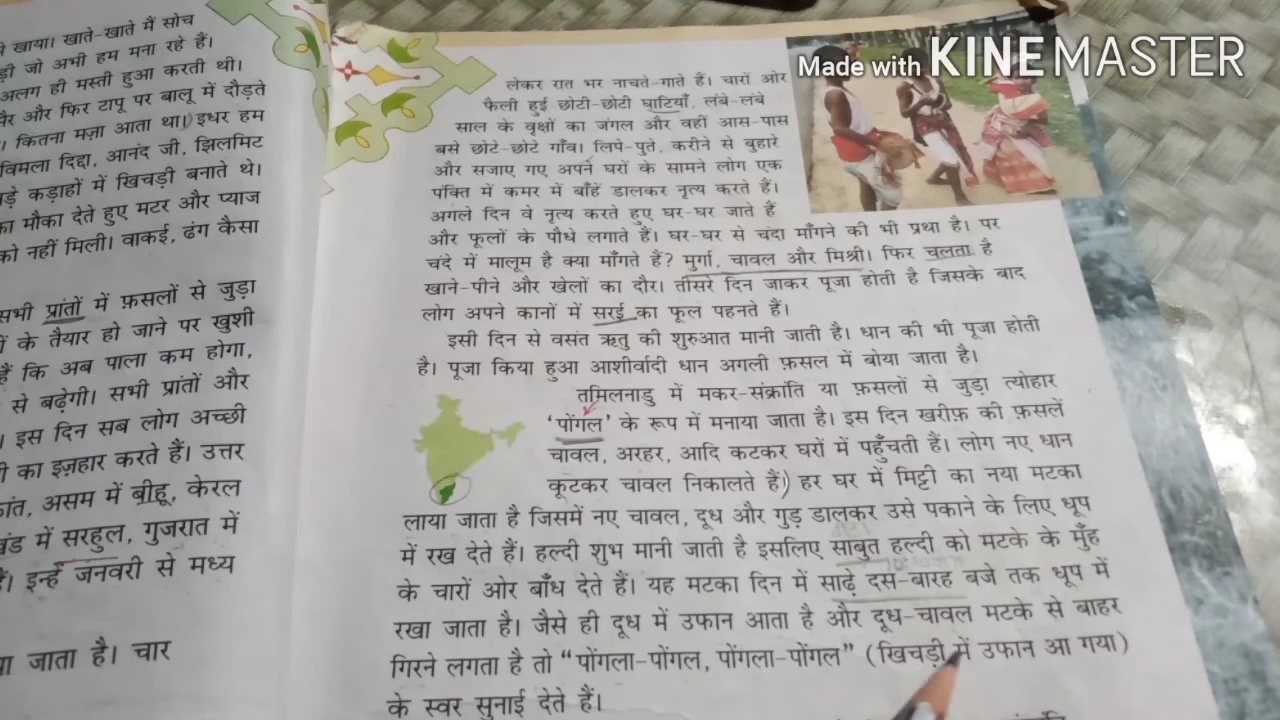 खाया। खाते-खाते मैं सोच
जो अभी हम मना रहे हैं।
अलग ही मस्ती हुआ करती थी।
और फिर टापू पर बालू में दौड़ते
कितना मज़ा आता था। इधर हम
विमला दिद्दा, आनंद जी, झिलमिट
कड़ाहों में खिचड़ी बनाते थे।
मौका देते हुए मटर और प्याज
को नहीं मिली। वाकई, ढंग कैसा
सभी प्रांतों में फ़सलों से जुड़ा
के तैयार हो जाने पर खुशी
हैं कि अब पाला कम होगा,
से बढ़ेगी। सभी प्रांतों और
इस दिन सब लोग अच्छी
का इज़हार करते हैं। उत्तर
असम में बीहू, केरल
में सरहुल, गुजरात में
इन्हें जनवरी से मध्य
जाता है। चार
Made with KINEMASTER
लेकर रात भर नाचते-गाते हैं। चारों ओर
फैली हुई छोटी-छोटी घाटियाँ, लंबे-लंबे
साल के वृक्षों का जंगल और वहीं आस-पास
बसे छोटे-छोटे गाँव। लिपे-पुते, करीने से बुहारे
और सजाए गए अपने घरों के सामने लोग एक
पंक्ति में कमर में बाँहें डालकर नृत्य करते हैं।
अगले दिन वे नृत्य करते हुए घर-घर जाते हैं
और फूलों के पौधे लगाते हैं। घर-घर से चंदा माँगने की भी प्रथा है। पर
चंदे में मालूम है क्या माँगते हैं? मुर्गा, चावल और मिश्री। फिर चलता है
खाने-पीने और खेलों का दौर। तीसरे दिन जाकर पूजा होती है जिसके बाद
लोग अपने कानों में सरई का फूल पहनते हैं।
इसी दिन से वसंत ऋतु की शुरुआत मानी जाती है। धान की भी पूजा होती
है। पूजा किया हुआ आशीर्वादी धान अगली फ़सल में बोया जाता है।
तमिलनाडु में मकर-संक्रांति या फ़सलों से जुड़ा त्योहार
‘पोंगल’ के रूप में मनाया जाता है। इस दिन खरीफ़ की फ़सलें
चावल, अरहर, आदि कटकर घरों में पहुँचती हैं। लोग नए धान
कूटकर चावल निकालते हैं। हर घर में मिट्टी का नया मटका
लाया जाता है जिसमें नए चावल, दूध और गुड़ डालकर उसे पकाने के लिए धूप
में रख देते हैं। हल्दी शुभ मानी जाती है इसलिए साबुत हल्दी को मटके के मुँह
के चारों ओर बाँध देते हैं। यह मटका दिन में साढ़े दस-बारह बजे तक धूप में
रखा जाता है। जैसे ही दूध में उफान आता है और दूध-चावल मटके से बाहर
गिरने लगता है तो “पोंगला-पोंगल, पोंगला-पोंगल” (खिचड़ी में उफान आ गया)
के स्वर सुनाई देते हैं।